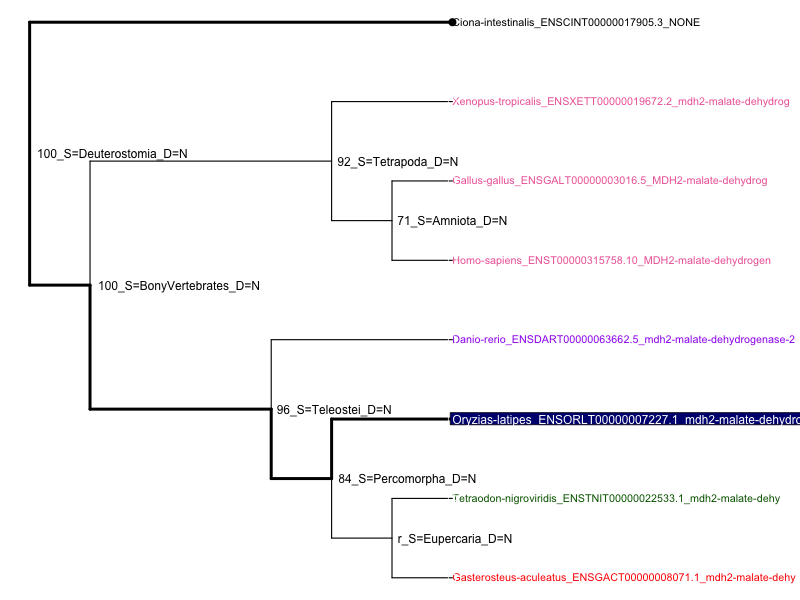 Ciona-intestinalis_ENSCINT00000017905.3_NONE
Xenopus-tropicalis_ENSXETT00000019672.2_mdh2-malate-dehydrog
100_S=Deuterostomia_D=N
92_S=Tetrapoda_D=N
Gallus-gallus_ENSGALT00000003016.5_MDH2-malate-dehydrog
71_S=Amniota_D=N
Homo-sapiens_ENST00000315758.10_MDH2-malate-dehydrogen
100_S=BonyVertebrates_D=N
Danio-rerio_ENSDART00000063662.5_mdh2-malate-dehydrogenase-2
96_S=Teleostei_D=N
Oryzias-latipes_ENSORLT00000007227.1_mdh2-malate-dehydro
84_S=Percomorpha_D=N
Tetraodon-nigroviridis_ENSTNIT00000022533.1_mdh2-malate-dehy
r_S=Eupercaria_D=N
Gasterosteus-aculeatus_ENSGACT00000008071.1_mdh2-malate-dehy